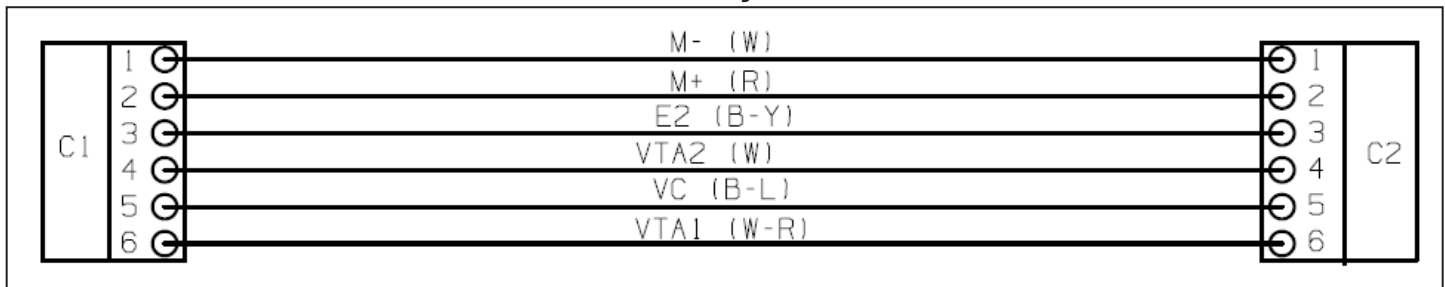 M- (W)
1 1
M+ (R)
2 2
E2 (B-Y)
3 3
C1 C2
VTA2 (W)
4 4
VC (B-L)
5 5
VTA1 (W-R)
6 6